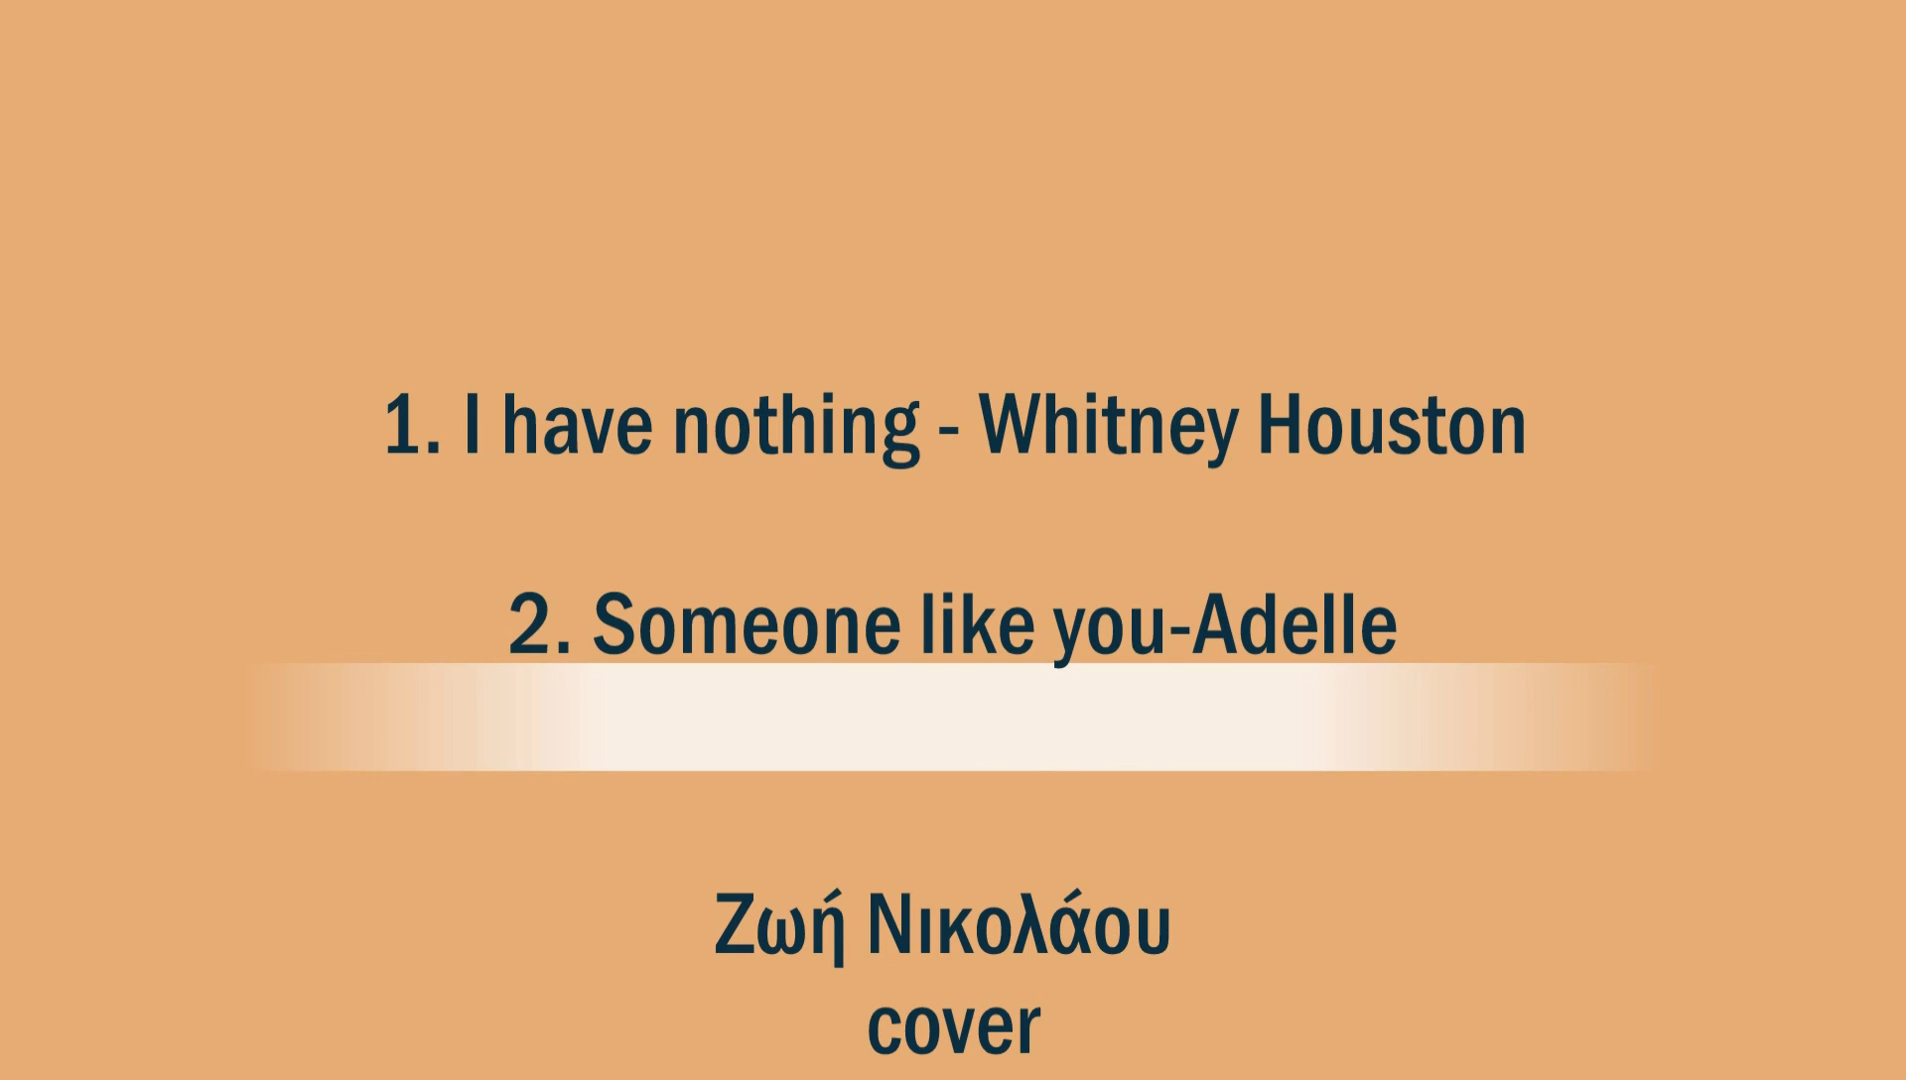 1. I have nothing - Whitney Houston
2. Someone like you-Adelle
Ζωή Νικολάου
cover